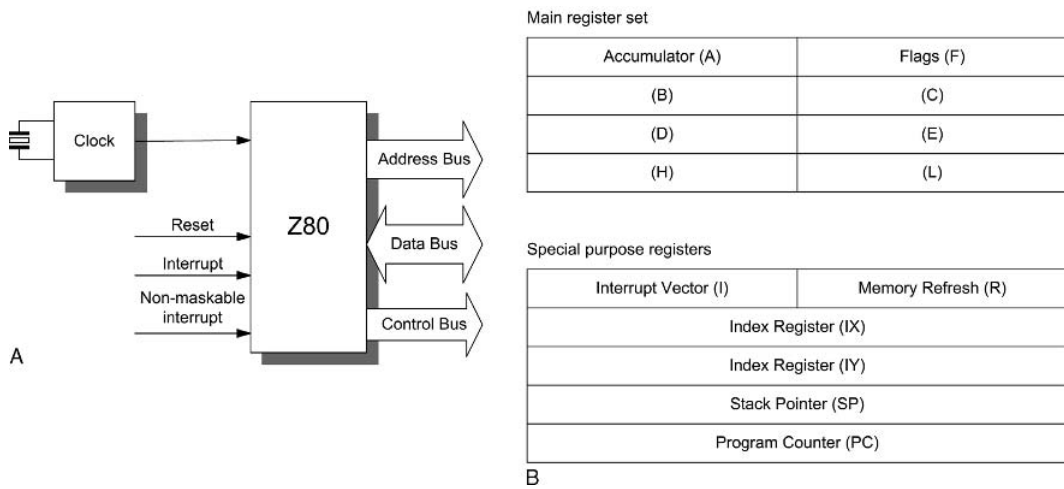 Clock
Z80
Address Bus
Data Bus
Control Bus
Reset
Interrupt
Non-maskable
interrupt
A
Main register set
Accumulator (A) Flags (F)
(B) (C)
(D) (E)
(H) (L)
Special purpose registers
Interrupt Vector (I) Memory Refresh (R)
Index Register (IX)
Index Register (IY)
Stack Pointer (SP)
Program Counter (PC)
B